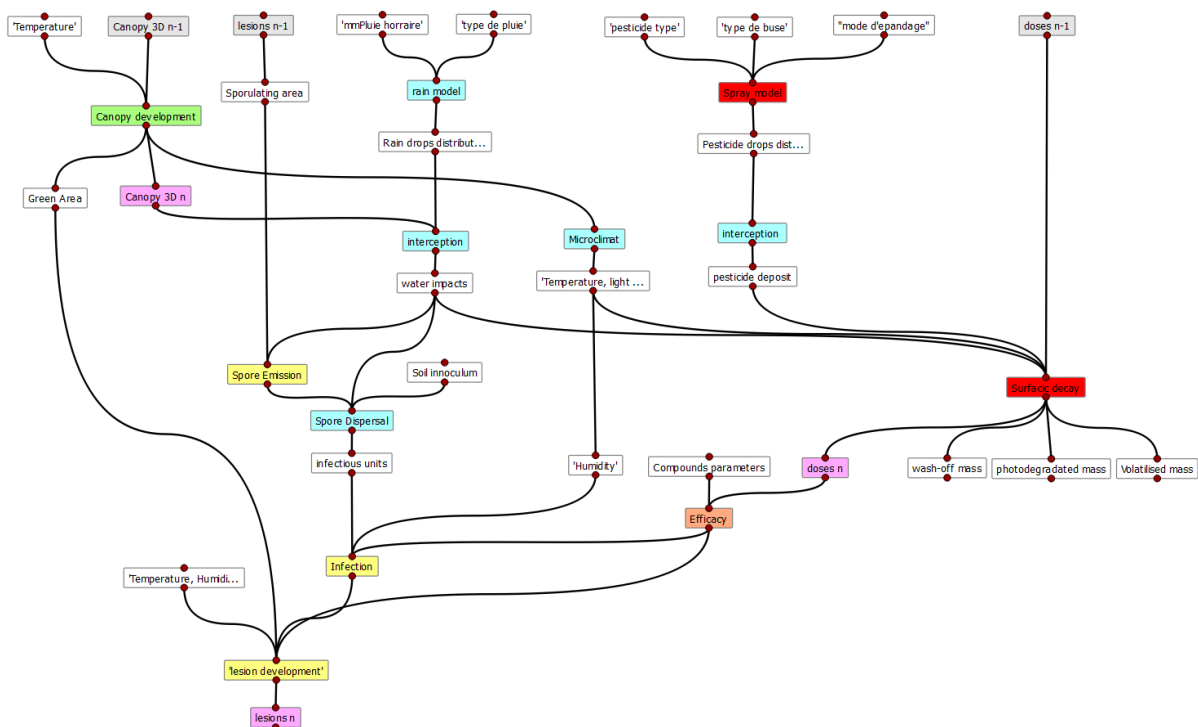 'Temperature'
Canopy 3D n-1
lesions n-1
'mmPluie horraire'
'type de pluie'
'pesticide type'
'type de buse'
"mode d'epandage"
doses n-1
Sporulating area
rain model
Spray model
Canopy development
Rain drops distribut...
Pesticide drops dist...
Green Area
Canopy 3D n
interception
Microclimat
interception
water impacts
'Temperature, light ...
pesticide deposit
Spore Emission
Soil innoculum
Surfacic decay
Spore Dispersal
infectious units
'Humidity'
Compounds parameters
doses n
wash-off mass
photodegradated mass
Volatilised mass
Efficacy
Infection
'Temperature, Humidi...
'lesion development'
lesions n